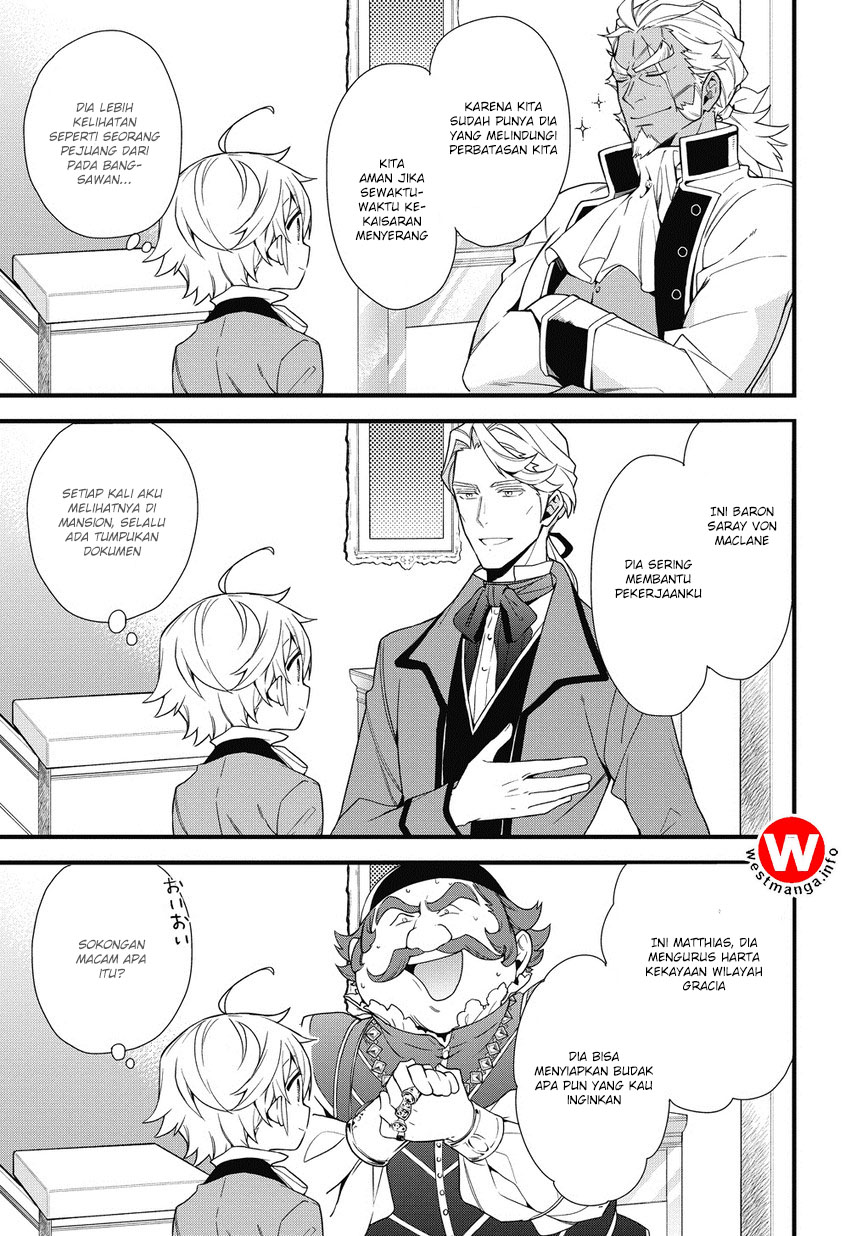 KARENA KITA
SUDAH PUNYA DIA
YANG MELINDUNGI
PERBATASAN KITA
KITA
AMAN JIKA
SEWAKTU-
WAKTU KE-
KAISARAN
MENYERANG
DIA LEBIH
KELIHATAN
SEPERTI SEORANG
PEJUANG DARI
PADA BANG-
SAWAN...
INI BARON
SARAY VON
MACLANE
DIA SERING
MEMBANTU
PEKERJAANKU
SETIAP KALI AKU
MELIHATNYA DI
MANSION, SELALU
ADA TUMPUKAN
DOKUMEN
INI MATTHIAS, DIA
MENGURUS HARTA
KEKAYAAN WILAYAH
GRACIA
DIA BISA
MENYIAPKAN BUDAK
APA PUN YANG KAU
INGINKAN
おいおい
SOKONGAN
MACAM APA
ITU?
W
westmanga.info